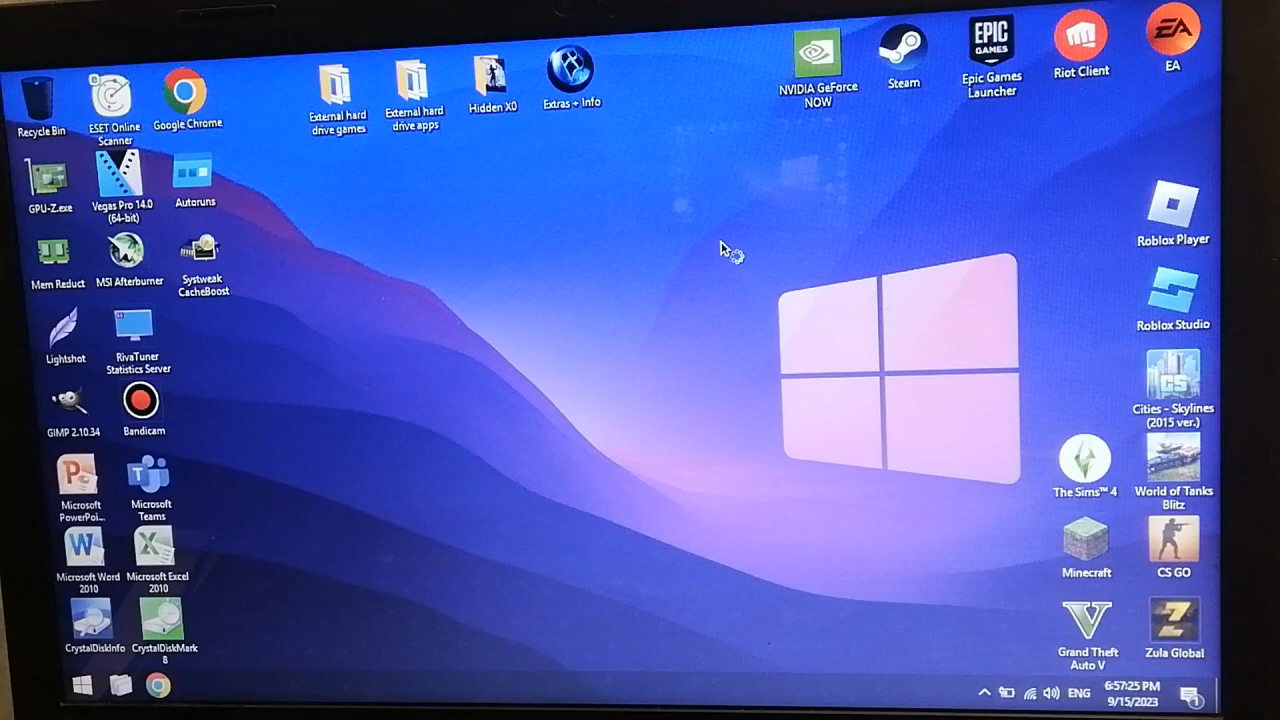 Recycle Bin
ESET Online
Scanner
Google Chrome
External hard
drive games
External hard
drive apps
Hidden X0
Extras + Info
NVIDIA GeForce
NOW
Steam
EPIC
GAMES
Epic Games
Launcher
Riot Client
EA
EA
GPU-Z.exe
Vegas Pro 14.0
(64-bit)
Autoruns
Roblox Player
Mem Reduct
MSI Afterburner
Systweak
CacheBoost
Roblox Studio
Lightshot
RivaTuner
Statistics Server
CS
Cities - Skylines
(2015 ver.)
GIMP 2.10.34
Bandicam
The Sims™ 4
World of Tanks
Blitz
P
Microsoft
PowerPoi...
T
Microsoft
Teams
W
Microsoft Word
2010
X
Microsoft Excel
2010
Minecraft
CS GO
CrystalDiskInfo
CrystalDiskMark
8
V
Grand Theft
Auto V
Z
Zula Global
ENG
6:57:25 PM
9/15/2023
1